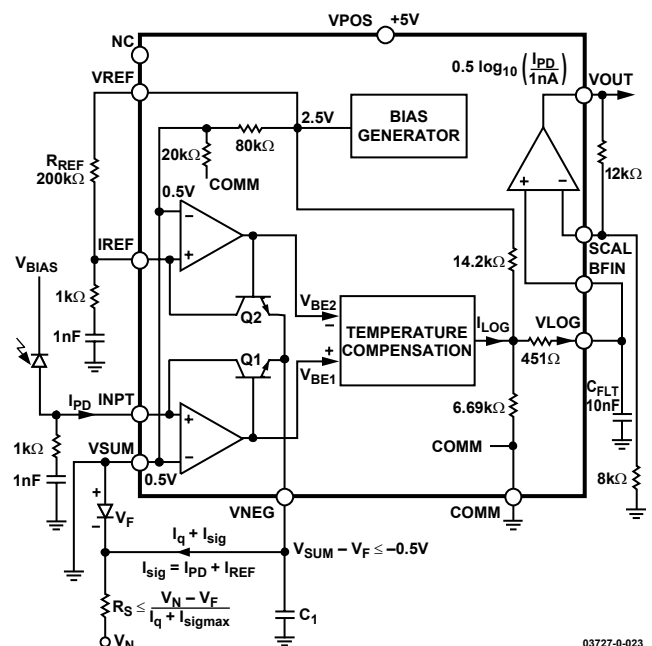 VPOS
+5V
NC
VREF
0.5 log10 (IPD / 1nA)
VOUT
2.5V
BIAS
GENERATOR
80kΩ
20kΩ
COMM
RREF
200kΩ
0.5V
−
+
+
−
12kΩ
IREF
SCAL
BFIN
14.2kΩ
VBIAS
1kΩ
1nF
Q2
VBE2
−
TEMPERATURE
COMPENSATION
ILOG
VLOG
451Ω
Q1
+
VBE1
CFLT
10nF
IPD
INPT
+
−
6.69kΩ
1kΩ
1nF
VSUM
0.5V
COMM
8kΩ
VNEG
COMM
+
−
VF
Iq + Isig
Isig = IPD + IREF
VSUM − VF ≤ −0.5V
RS ≤ (VN − VF) / (Iq + Isigmax)
C1
VN
03727-0-023